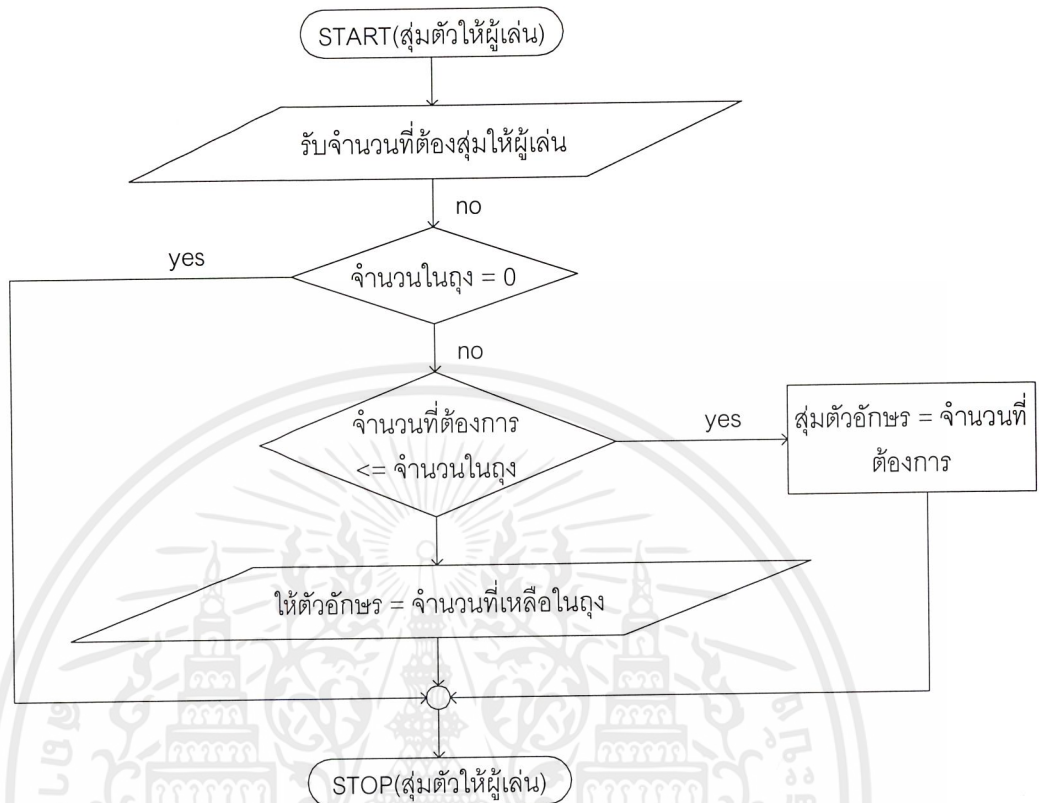 START(สุ่มตัวให้ผู้เล่น)
รับจำนวนที่ต้องสุ่มให้ผู้เล่น
no
yes
จำนวนในถุง = 0
no
จำนวนที่ต้องการ
<= จำนวนในถุง
yes
สุ่มตัวอักษร = จำนวนที่
ต้องการ
ให้ตัวอักษร = จำนวนที่เหลือในถุง
STOP(สุ่มตัวให้ผู้เล่น)